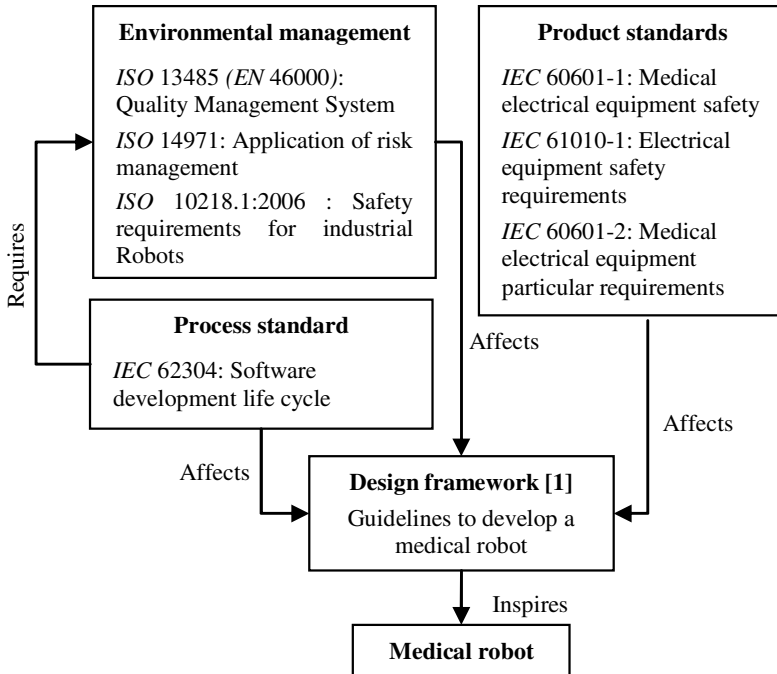 Environmental management
ISO 13485 (EN 46000):
Quality Management System
ISO 14971: Application of risk
management
ISO 10218.1:2006 : Safety
requirements for industrial
Robots
Product standards
IEC 60601-1: Medical
electrical equipment safety
IEC 61010-1: Electrical
equipment safety
requirements
IEC 60601-2: Medical
electrical equipment
particular requirements
Requires
Process standard
IEC 62304: Software
development life cycle
Affects
Affects
Affects
Design framework [1]
Guidelines to develop a
medical robot
Inspires
Medical robot